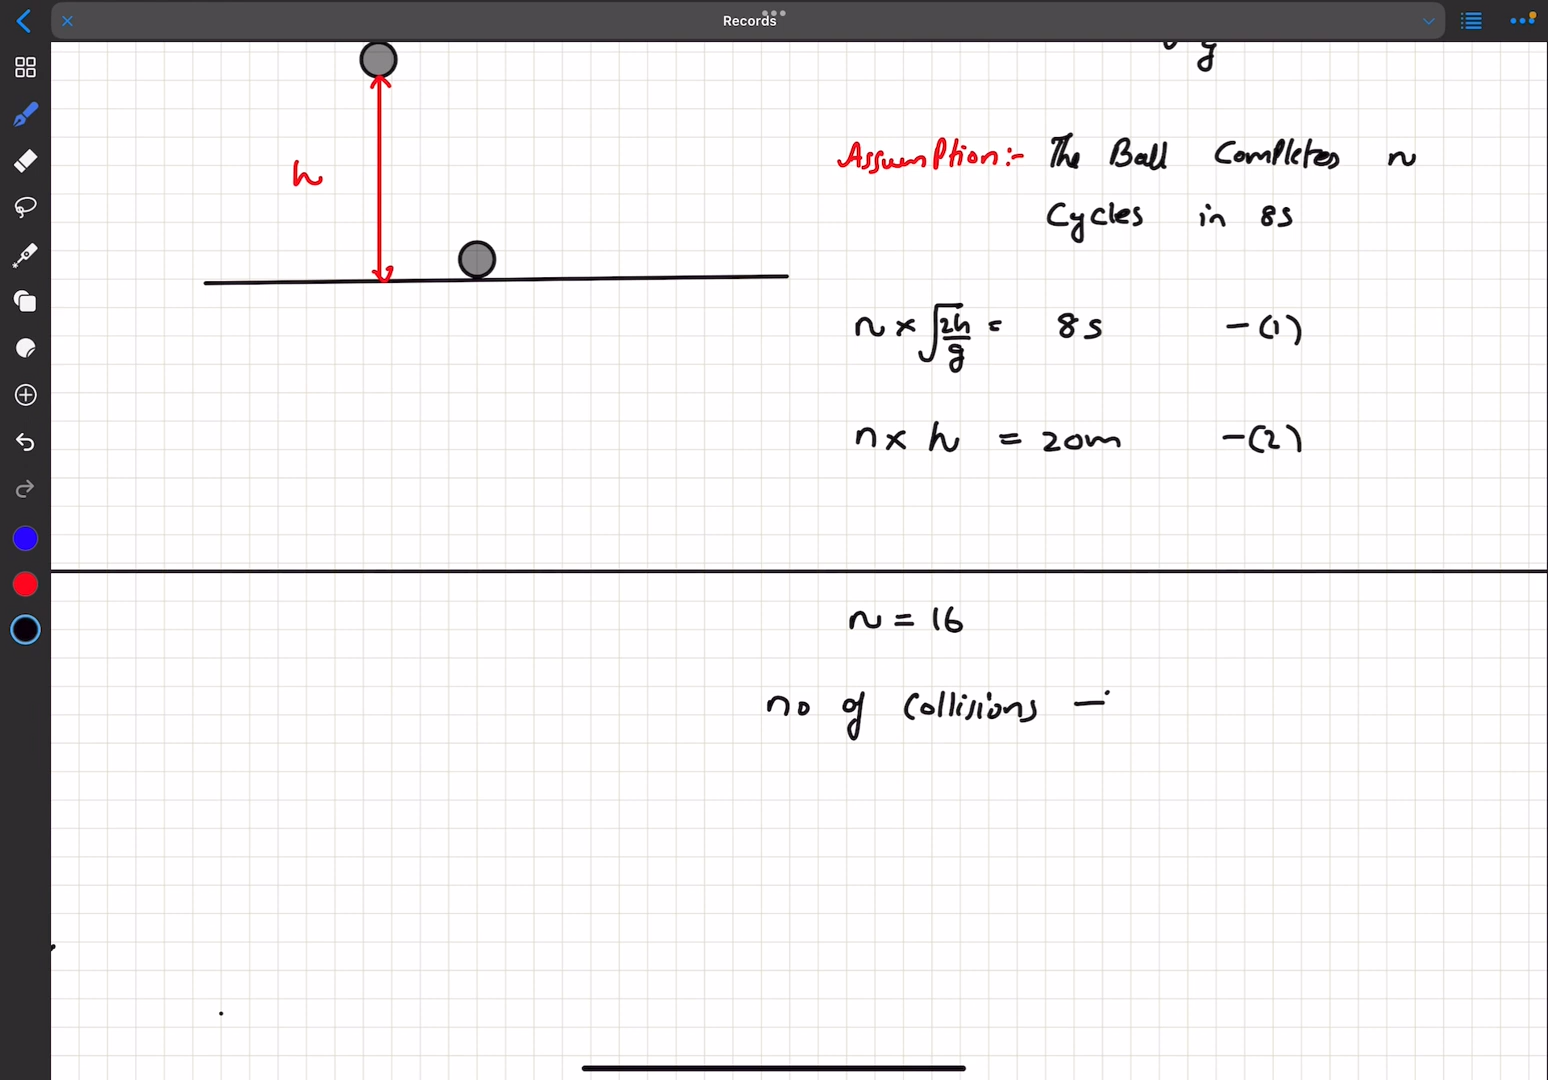 Records
g
h
Assumption:- The Ball Completes n
Cycles in 8s
n × √2h/g = 8s -(1)
n × h = 20m -(2)
n = 16
no of Collisions -